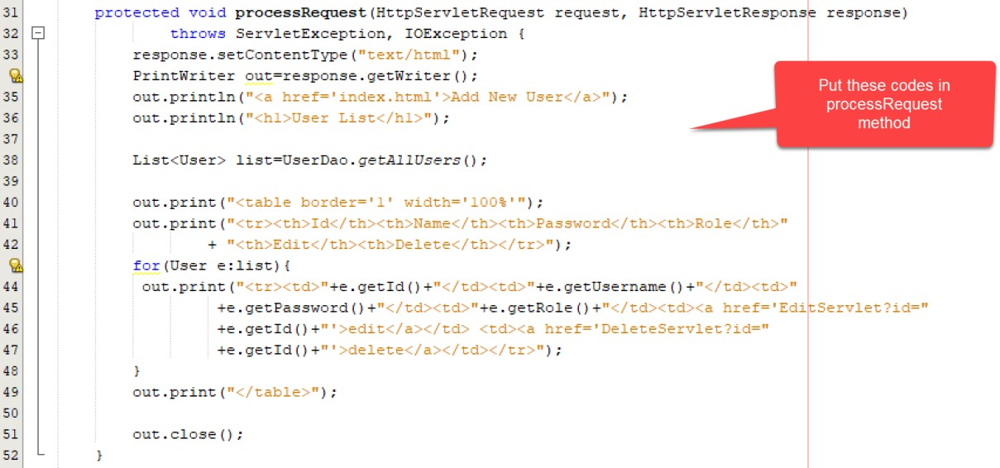 31 protected void processRequest(HttpServletRequest request, HttpServletResponse response)
32 throws ServletException, IOException {
33 response.setContentType("text/html");
PrintWriter out=response.getWriter();
35 out.println("<a href='index.html'>Add New User</a>");
36 out.println("<h1>User List</h1>");
37
38 List<User> list=UserDao.getAllUsers();
39
40 out.print("<table border='1' width='100%'");
41 out.print("<tr><th>Id</th><th>Name</th><th>Password</th><th>Role</th>"
42 + "<th>Edit</th><th>Delete</th></tr>");
for(User e:list){
44 out.print("<tr><td>"+e.getId()+"</td><td>"+e.getUsername()+"</td><td>"
45 +e.getPassword()+"</td><td>"+e.getRole()+"</td><td><a href='EditServlet?id="
46 +e.getId()+"'>edit</a></td> <td><a href='DeleteServlet?id="
47 +e.getId()+"'>delete</a></td></tr>");
48 }
49 out.print("</table>");
50
51 out.close();
52 }
Put these codes in
processRequest
method